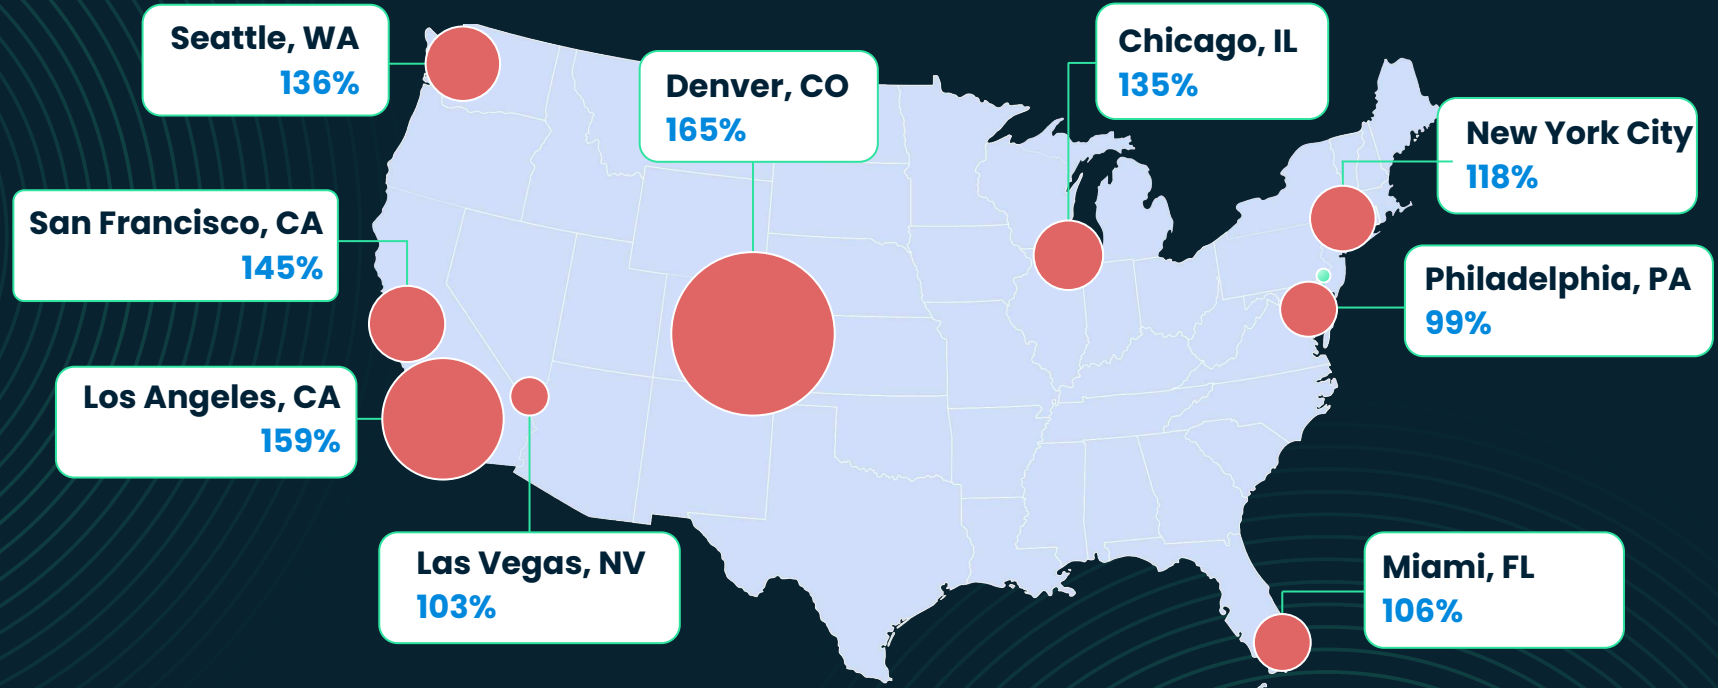 Seattle, WA
136%
Denver, CO
165%
Chicago, IL
135%
New York City
118%
San Francisco, CA
145%
Philadelphia, PA
99%
Los Angeles, CA
159%
Las Vegas, NV
103%
Miami, FL
106%